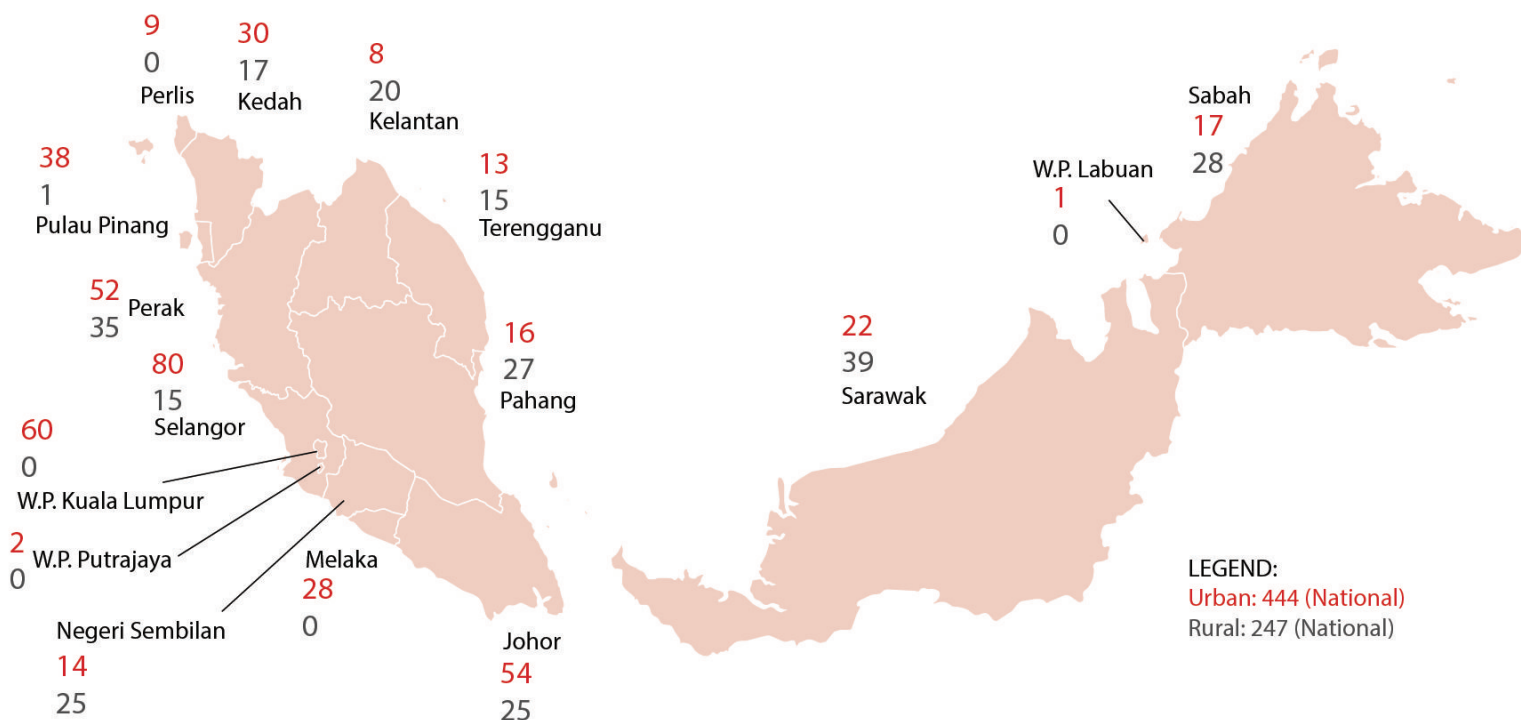 9
0
Perlis
30
17
Kedah
8
20
Kelantan
38
1
Pulau Pinang
13
15
Terengganu
52
35
Perak
80
15
Selangor
16
27
Pahang
60
0
W.P. Kuala Lumpur
2
0
W.P. Putrajaya
Negeri Sembilan
14
25
Melaka
28
0
Johor
54
25
22
39
Sarawak
W.P. Labuan
1
0
Sabah
17
28
LEGEND:
Urban: 444 (National)
Rural: 247 (National)